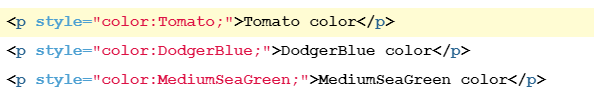 <p style="color:Tomato;">Tomato color</p>
<p style="color:DodgerBlue;">DodgerBlue color</p>
<p style="color:MediumSeaGreen;">MediumSeaGreen color</p>